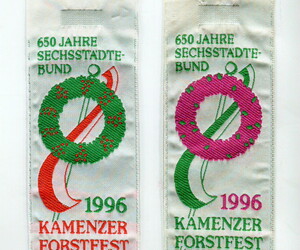 650 JAHRE
SECHSSTÄDTE-
BUND
1996
KAMENZER
FORSTFEST
650 JAHRE
SECHSSTÄDTE-
BUND
1996
KAMENZER
FORSTFEST